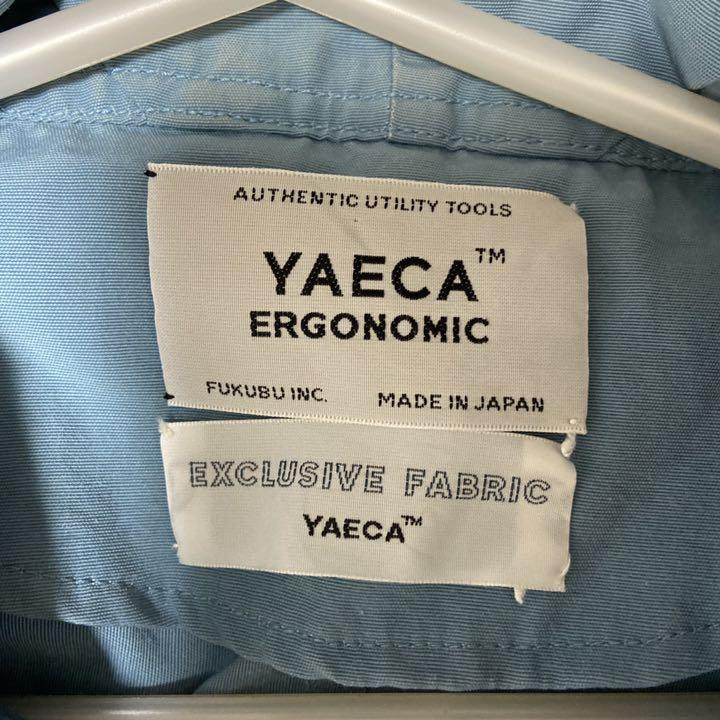 AUTHENTIC UTILITY TOOLS
YAECA™
ERGONOMIC
FUKUBU INC. MADE IN JAPAN
EXCLUSIVE FABRIC
YAECA™